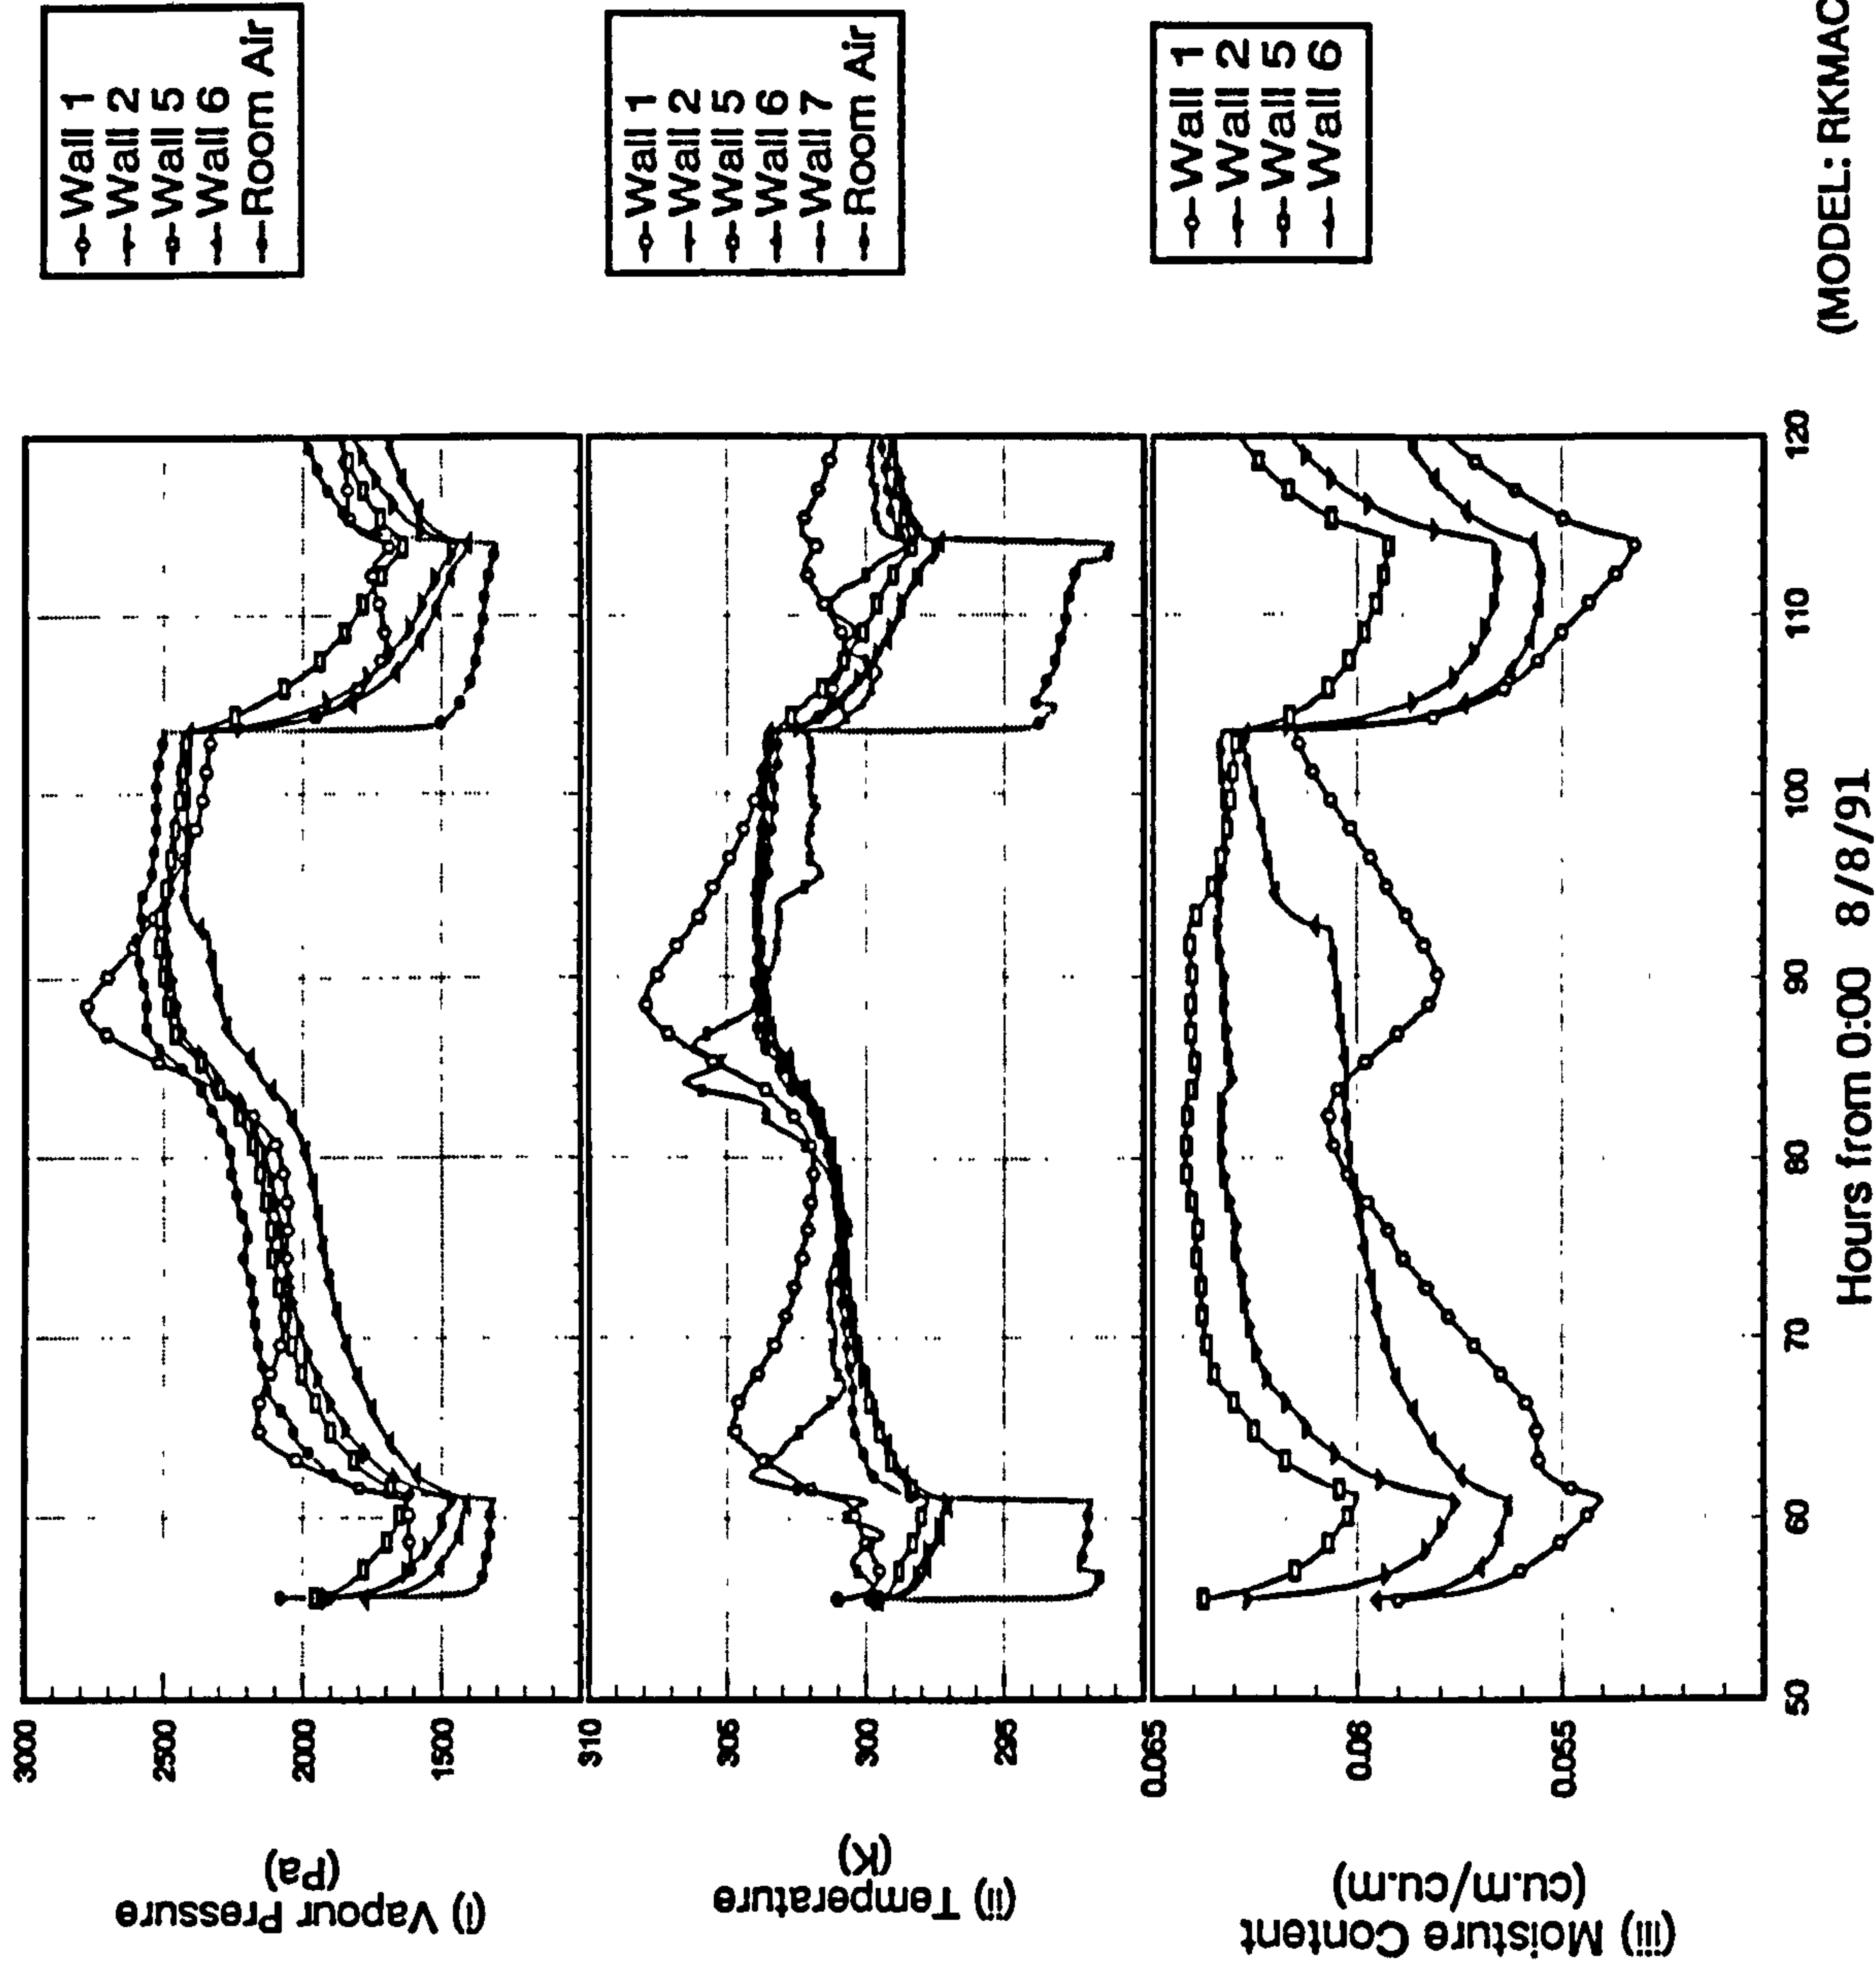 (i) Vapour Pressure
(Pa)
3000
2500
2000
1500
Wall 1
Wall 2
Wall 5
Wall 6
Room Air
(ii) Temperature
(K)
310
305
300
295
Wall 1
Wall 2
Wall 5
Wall 6
Wall 7
Room Air
(iii) Moisture Content
(cu.m/cu.m)
0.065
0.06
0.055
Wall 1
Wall 2
Wall 5
Wall 6
50 60 70 80 90 100 110 120
Hours from 0:00 8/8/91
(MODEL: RKMAC